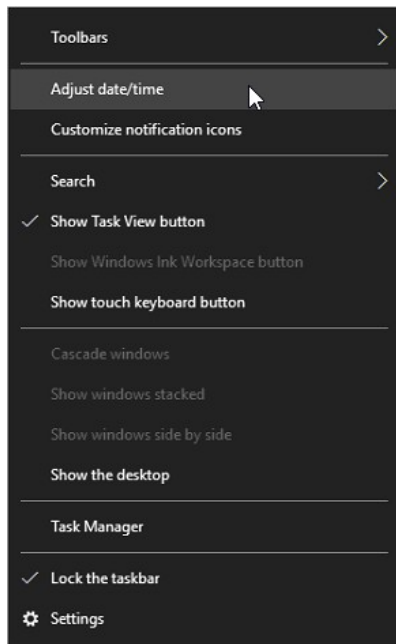 Toolbars
Adjust date/time
Customize notification icons
Search
Show Task View button
Show Windows Ink Workspace button
Show touch keyboard button
Cascade windows
Show windows stacked
Show windows side by side
Show the desktop
Task Manager
Lock the taskbar
Settings